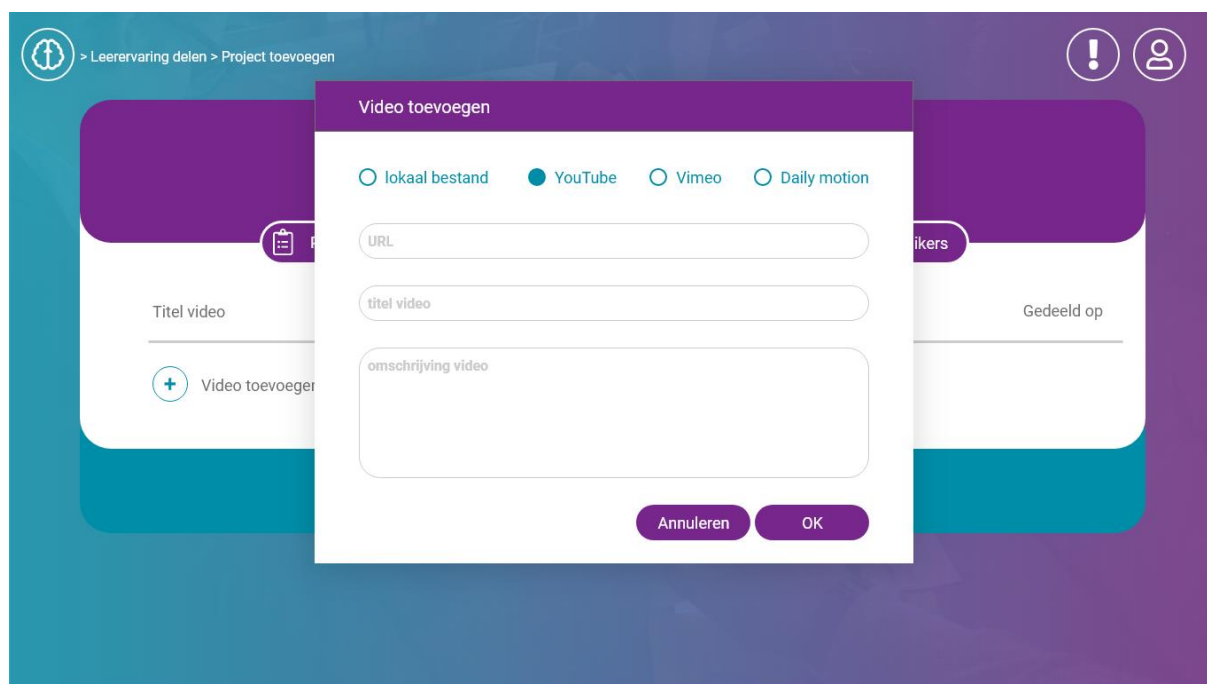 > Leerervaring delen > Project toevoegen
Video toevoegen
lokaal bestand YouTube Vimeo Daily motion
URL
titel video
omschrijving video
Annuleren OK
ikers
Titel video Gedeeld op
+ Video toevoegen